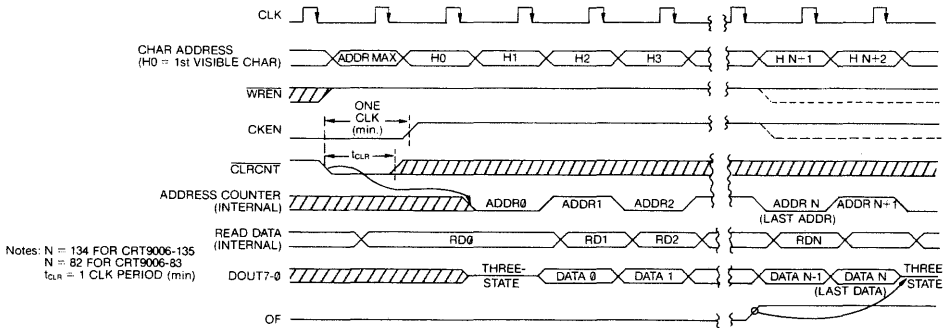 CLK
CHAR ADDRESS
(H0 = 1st VISIBLE CHAR)
ADDR MAX H0 H1 H2 H3 H N+1 H N+2
WREN
ONE
CLK
(min.)
CKEN
tCLR
CLRCNT
ADDRESS COUNTER
(INTERNAL)
ADDR0 ADDR1 ADDR2 ADDR N ADDR N+1
(LAST ADDR)
READ DATA
(INTERNAL)
RD0 RD1 RD2 RDN
Notes: N = 134 FOR CRT9006-135
N = 82 FOR CRT9006-83
tCLR = 1 CLK PERIOD (min)
DOUT7-0
THREE-
STATE
DATA 0 DATA 1 DATA N-1 DATA N
(LAST DATA)
THREE
STATE
OF